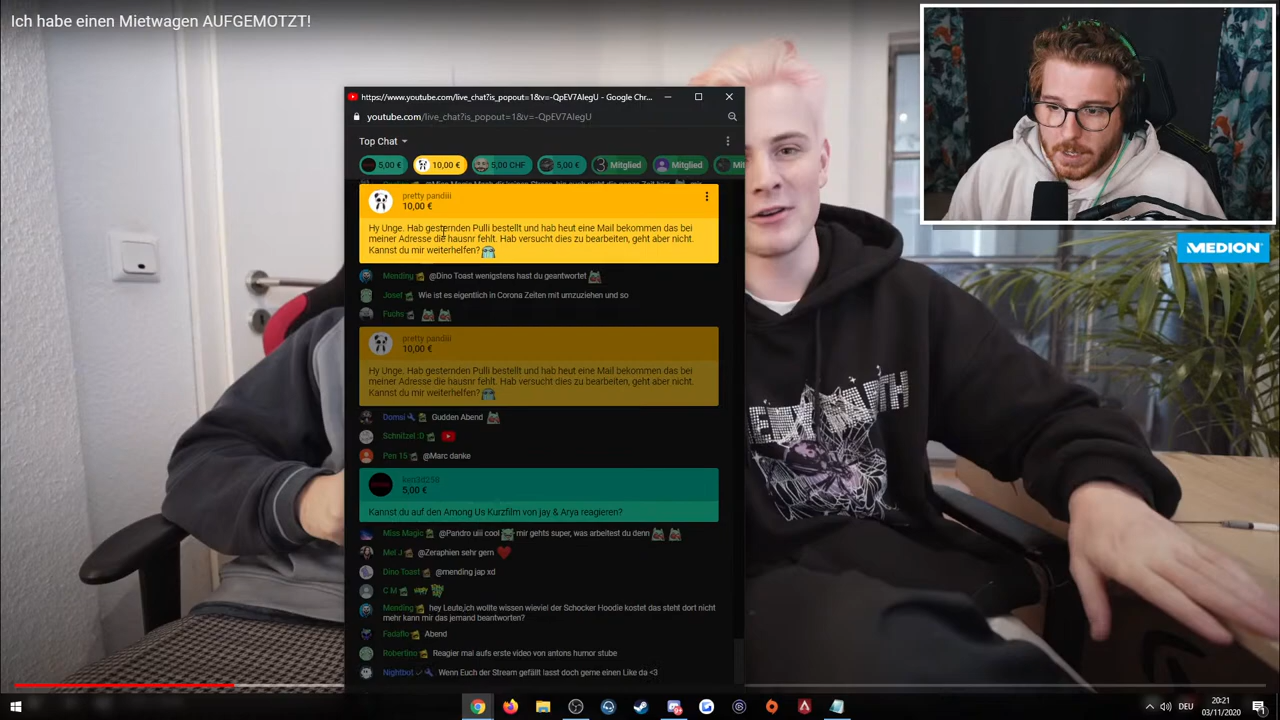 Ich habe einen Mietwagen AUFGEMOTZT!
https://www.youtube.com/live_chat?is_popout=1&v=-QpEV7AlegU - Google Chr...
youtube.com/live_chat?is_popout=1&v=-QpEV7AlegU
Top Chat
5,00 € 10,00 € 5,00 CHF 5,00 € Mitglied Mitglied Mit
pretty pandiii
10,00 €
Hy Unge. Hab gesternden Pulli bestellt und hab heut eine Mail bekommen das bei
meiner Adresse die hausnr fehlt. Hab versucht dies zu bearbeiten, geht aber nicht.
Kannst du mir weiterhelfen?
Mending @Dino Toast wenigstens hast du geantwortet
Josef Wie ist es eigentlich in Corona Zeiten mit umzuziehen und so
Fuchs
pretty pandiii
10,00 €
Hy Unge. Hab gesternden Pulli bestellt und hab heut eine Mail bekommen das bei
meiner Adresse die hausnr fehlt. Hab versucht dies zu bearbeiten, geht aber nicht.
Kannst du mir weiterhelfen?
Domsi Gudden Abend
Schnitzel :D
Pim 15 @Marc danke
5,00 €
Kannst du auf den Among Us Kurzfilm von jay & Arya reagieren?
Miss Magic @Pandro uiii cool mir gehts super, was arbeitest du denn
Mel J @Zeraphien sehr gern
Dino Toast @mending jap xd
C M
Mending hey Leute,ich wollte wissen wieviel der Schocker Hoodie kostet das steht dort nicht
mehr kann mir das jemand beantworten?
Fadaflo Abend
Robertino Reagier mal aufs erste video von antons humor stube
Nightbot Wenn Euch der Stream gefällt lasst doch gerne einen Like da <3
MEDION
DEU
20:21
03/11/2020